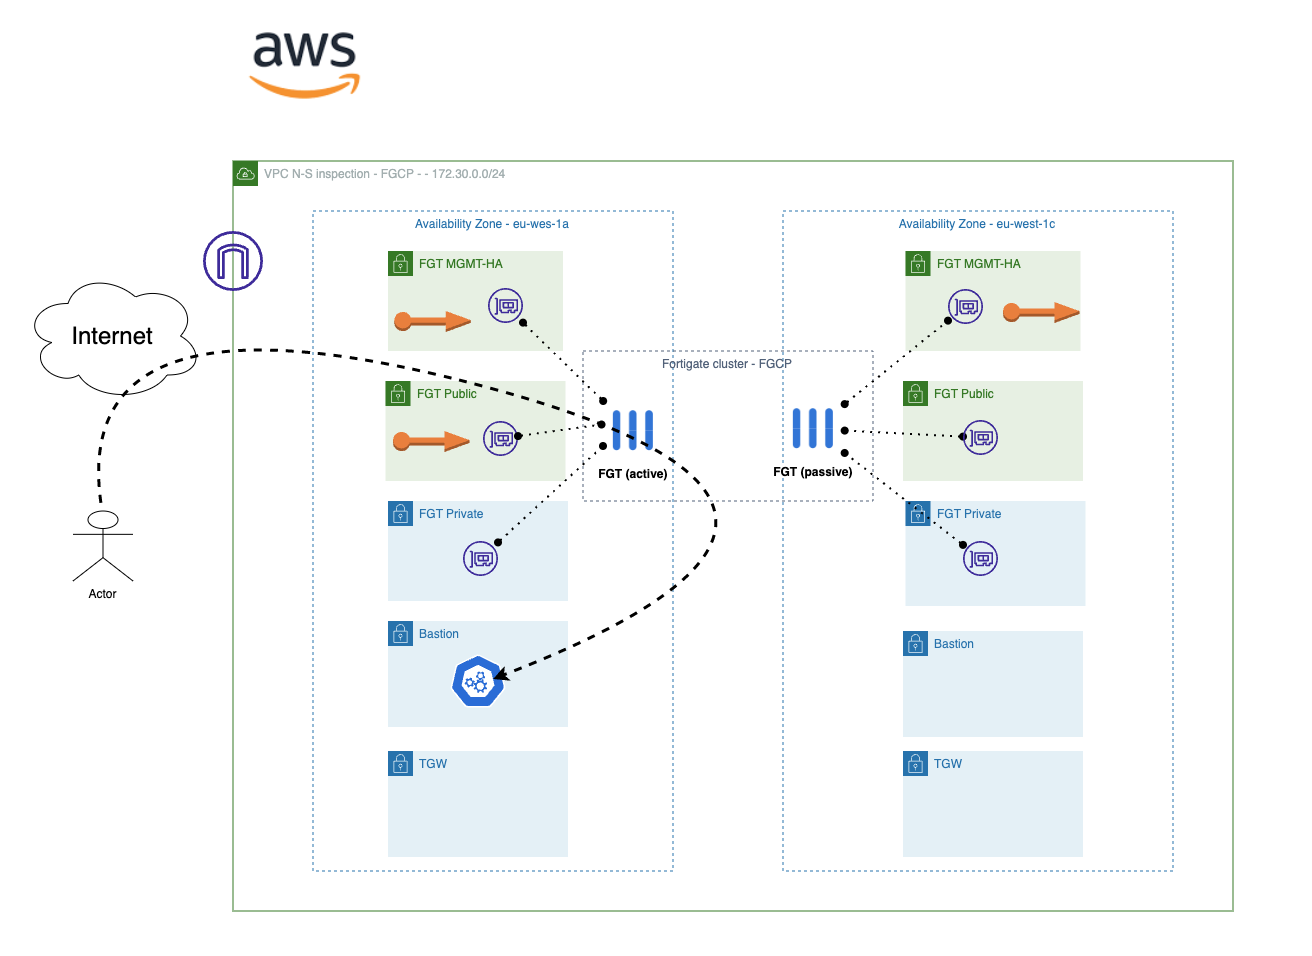 aws
VPC N-S inspection - FGCP - - 172.30.0.0/24
Availability Zone - eu-wes-1a
FGT MGMT-HA
FGT Public
FGT Private
Bastion
TGW
Availability Zone - eu-west-1c
FGT MGMT-HA
FGT Public
FGT Private
Bastion
TGW
Fortigate cluster - FGCP
FGT (active)
FGT (passive)
Internet
Actor